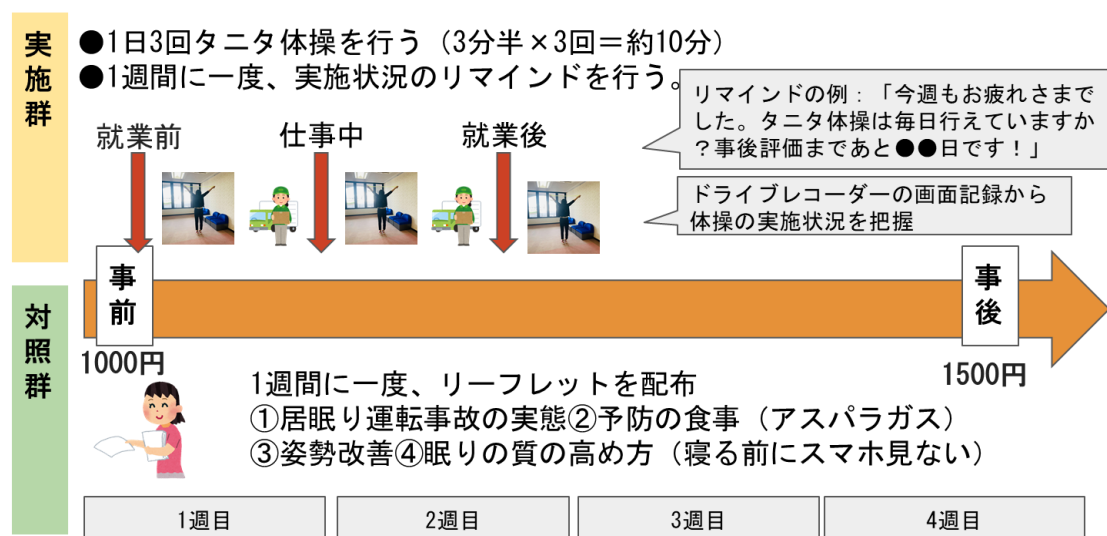 実施群
●1日3回タニタ体操を行う（3分半×3回＝約10分）
●1週間に一度、実施状況のリマインドを行う。
リマインドの例：「今週もお疲れさまで
した。タニタ体操は毎日行えていますか
？事後評価まであと●●日です！」
就業前
仕事中
就業後
ドライブレコーダーの画面記録から
体操の実施状況を把握
事前
事後
対照群
1000円
1500円
1週間に一度、リーフレットを配布
①居眠り運転事故の実態②予防の食事（アスパラガス）
③姿勢改善④眠りの質の高め方（寝る前にスマホ見ない）
1週目
2週目
3週目
4週目